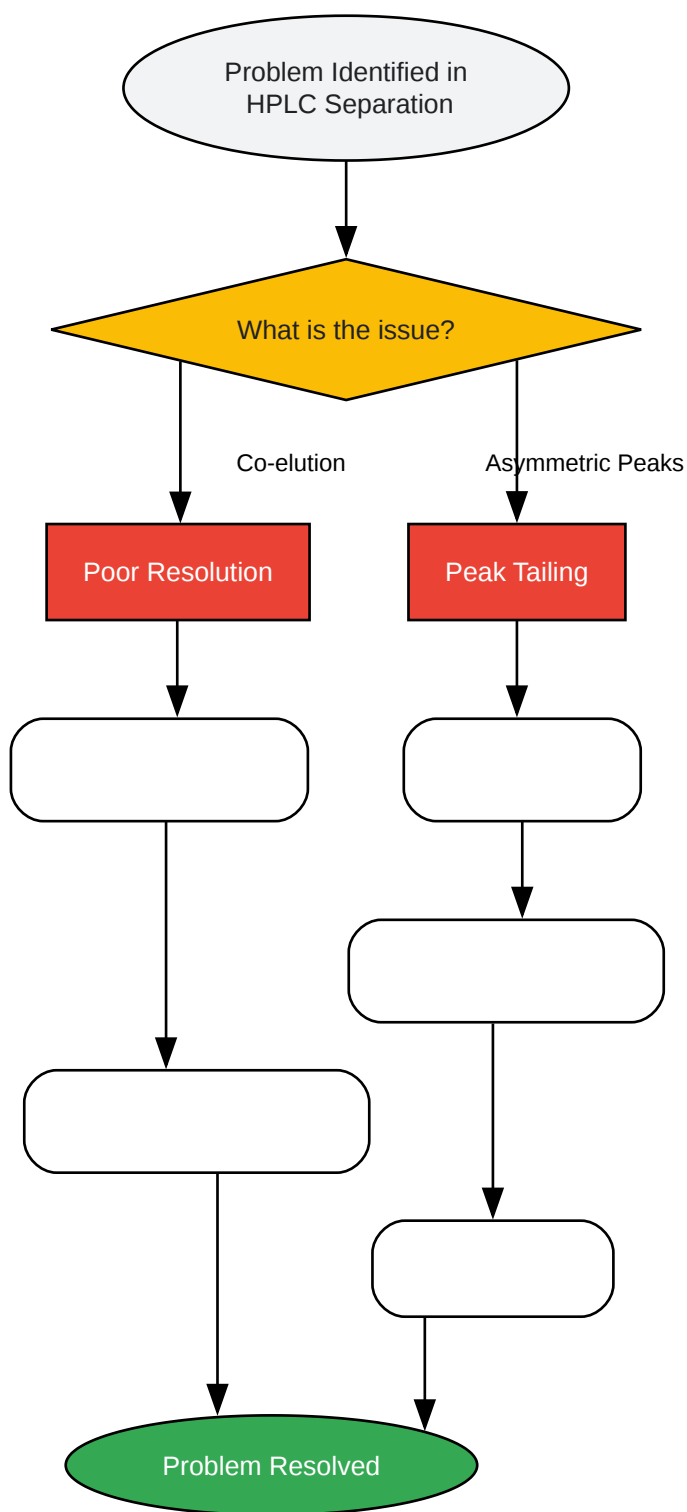 Problem Identified in
HPLC Separation
What is the issue?
Co-elution
Asymmetric Peaks
Poor Resolution
Peak Tailing
Problem Resolved